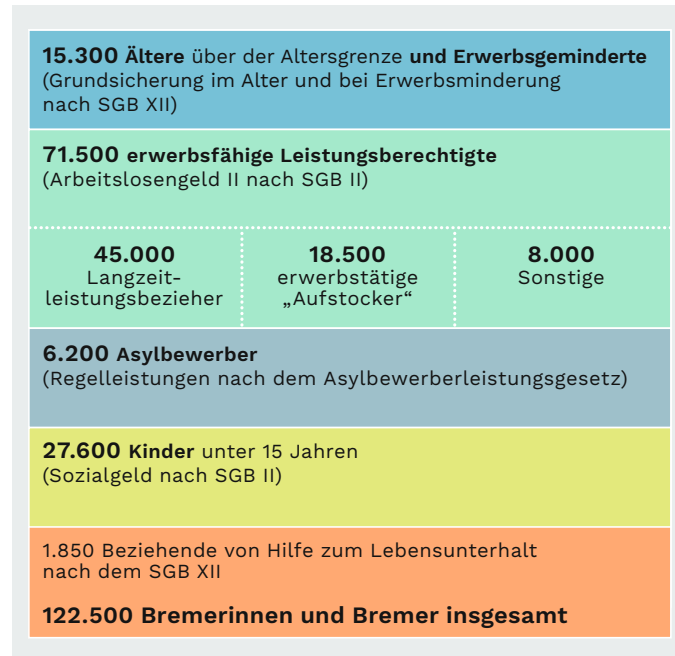 15.300 Ältere über der Altersgrenze und Erwerbsgeminderte
(Grundsicherung im Alter und bei Erwerbsminderung
nach SGB XII)
71.500 erwerbsfähige Leistungsberechtigte
(Arbeitslosengeld II nach SGB II)
45.000
Langzeit-
leistungsbezieher
18.500
erwerbstätige
„Aufstocker“
8.000
Sonstige
6.200 Asylbewerber
(Regelleistungen nach dem Asylbewerberleistungsgesetz)
27.600 Kinder unter 15 Jahren
(Sozialgeld nach SGB II)
1.850 Beziehende von Hilfe zum Lebensunterhalt
nach dem SGB XII
122.500 Bremerinnen und Bremer insgesamt